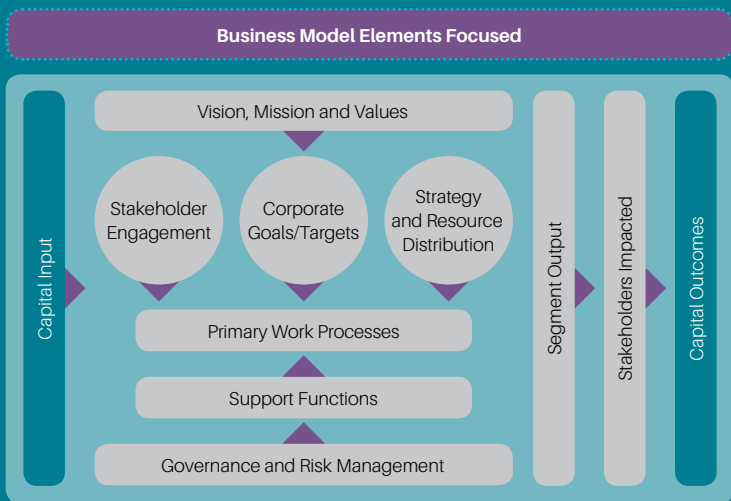 Business Model Elements Focused
Capital Input
Vision, Mission and Values
Stakeholder
Engagement
Corporate
Goals/Targets
Strategy
and Resource
Distribution
Primary Work Processes
Support Functions
Governance and Risk Management
Segment Output
Stakeholders Impacted
Capital Outcomes